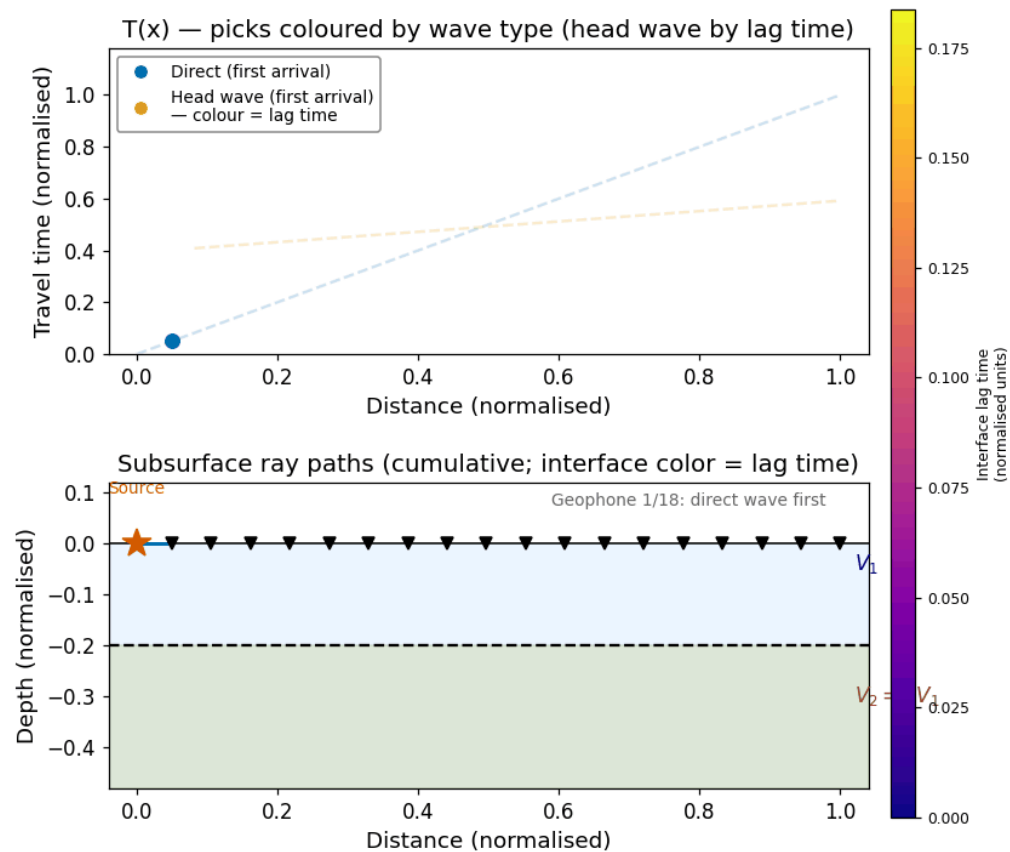 T(x) — picks coloured by wave type (head wave by lag time)
Direct (first arrival)
Head wave (first arrival)
— colour = lag time
Travel time (normalised)
1.0
0.8
0.6
0.4
0.2
0.0
0.0 0.2 0.4 0.6 0.8 1.0
Distance (normalised)
Subsurface ray paths (cumulative; interface color = lag time)
Source
Geophone 1/18: direct wave first
Depth (normalised)
0.1
0.0
−0.1
−0.2
−0.3
−0.4
V₁
V₂ = V₁
0.0 0.2 0.4 0.6 0.8 1.0
Distance (normalised)
0.175
0.150
0.125
0.100
0.075
0.050
0.025
0.000
Interface lag time
(normalised units)